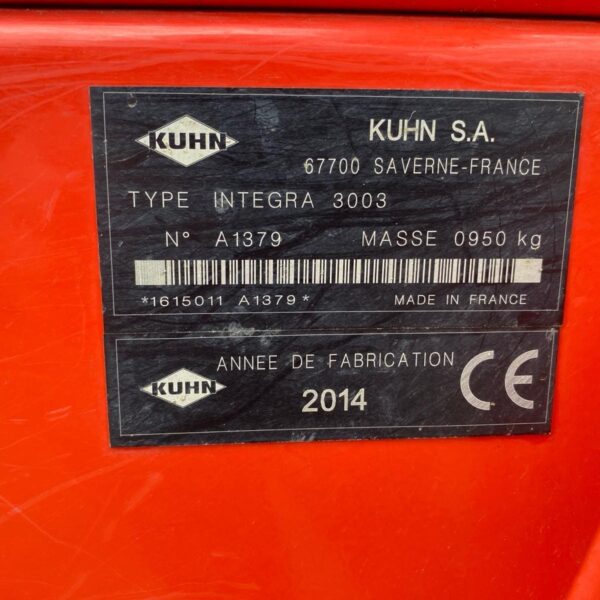 KUHN
KUHN S.A.
67700 SAVERNE-FRANCE
TYPE INTEGRA 3003
N° A1379 MASSE 0950 kg
*1615011 A1379*
MADE IN FRANCE
KUHN
ANNEE DE FABRICATION
2014
CE